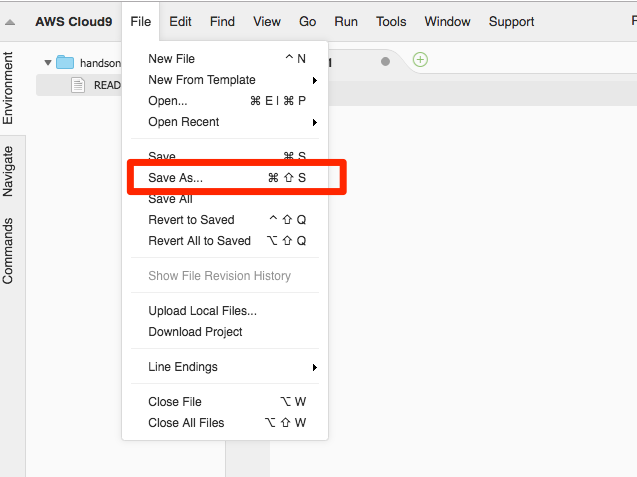 AWS Cloud9 File Edit Find View Go Run Tools Window Support
handson
READ
New File ^ N
New From Template
Open... ⌘ E | ⌘ P
Open Recent
Save ⌘ S
Save As... ⌘ ⇧ S
Save All
Revert to Saved ^ ⇧ Q
Revert All to Saved ⌥ ⇧ Q
Show File Revision History
Upload Local Files...
Download Project
Line Endings
Close File ⌥ W
Close All Files ⌥ ⇧ W
Environment
Navigate
Commands